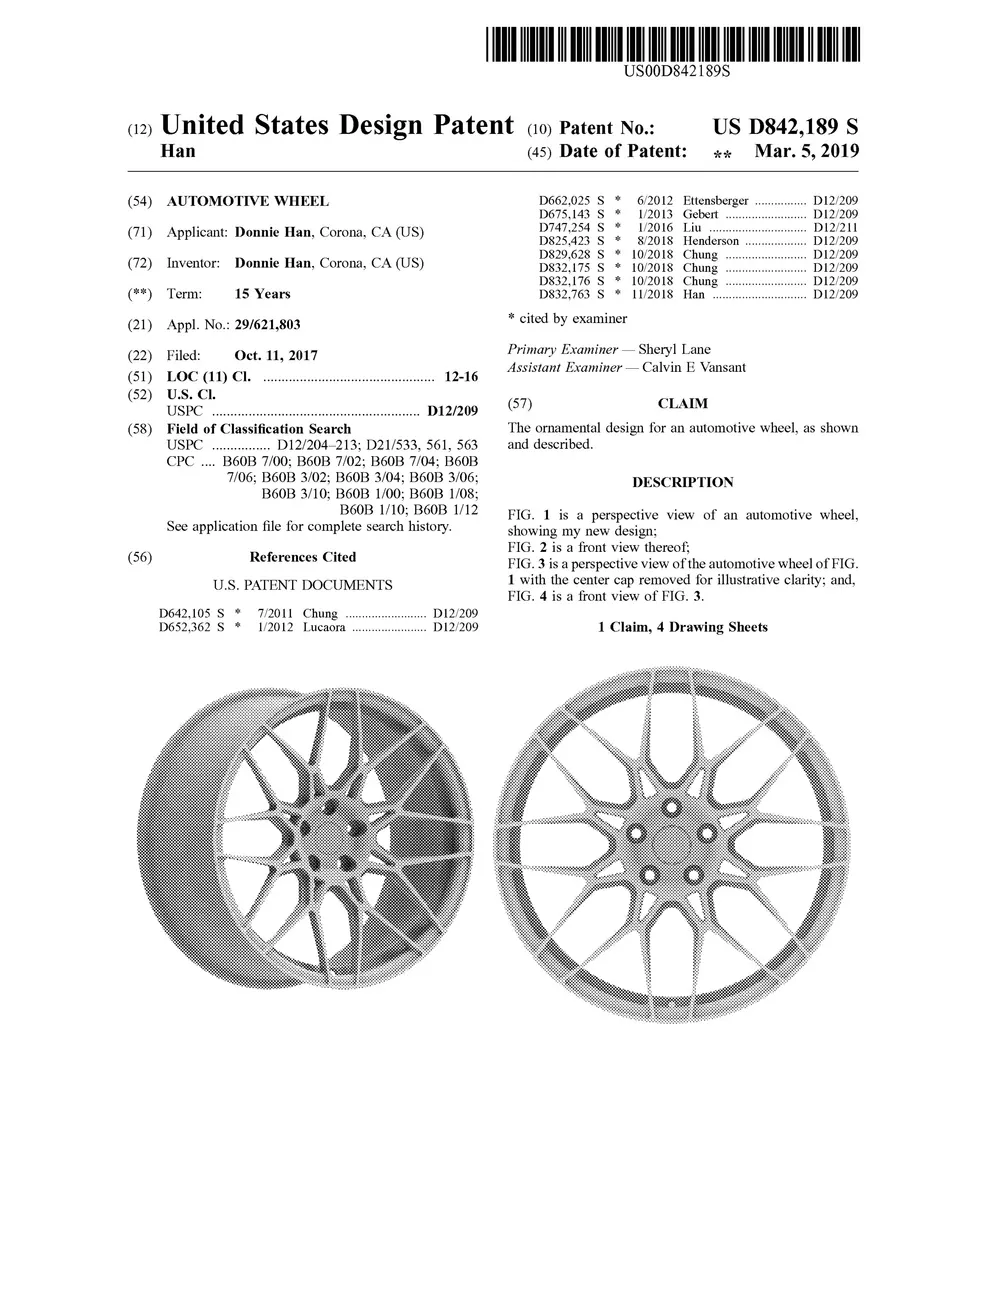 US00D842189S
(12) United States Design Patent
Han
(10) Patent No.: US D842,189 S
(45) Date of Patent: ** Mar. 5, 2019
(54) AUTOMOTIVE WHEEL
(71) Applicant: Donnie Han, Corona, CA (US)
(72) Inventor: Donnie Han, Corona, CA (US)
(**) Term: 15 Years
(21) Appl. No.: 29/621,803
(22) Filed: Oct. 11, 2017
(51) LOC (11) Cl. .............................................. 12-16
(52) U.S. Cl.
USPC ........................................................ D12/209
(58) Field of Classification Search
USPC ............... D12/204–213; D21/533, 561, 563
CPC .... B60B 7/00; B60B 7/02; B60B 7/04; B60B
7/06; B60B 3/02; B60B 3/04; B60B 3/06;
B60B 3/10; B60B 1/00; B60B 1/08;
B60B 1/10; B60B 1/12
See application file for complete search history.
(56) References Cited
U.S. PATENT DOCUMENTS
D642,105 S * 7/2011 Chung ......................... D12/209
D652,362 S * 1/2012 Lucaora ....................... D12/209
D662,025 S * 6/2012 Ettensberger ................ D12/209
D675,143 S * 1/2013 Gebert ......................... D12/209
D747,254 S * 1/2016 Liu .............................. D12/211
D825,423 S * 8/2018 Henderson ................... D12/209
D829,628 S * 10/2018 Chung ......................... D12/209
D832,175 S * 10/2018 Chung ......................... D12/209
D832,176 S * 10/2018 Chung ......................... D12/209
D832,763 S * 11/2018 Han ............................. D12/209
* cited by examiner
Primary Examiner — Sheryl Lane
Assistant Examiner — Calvin E Vansant
(57) CLAIM
The ornamental design for an automotive wheel, as shown
and described.
DESCRIPTION
FIG. 1 is a perspective view of an automotive wheel,
showing my new design;
FIG. 2 is a front view thereof;
FIG. 3 is a perspective view of the automotive wheel of FIG.
1 with the center cap removed for illustrative clarity; and,
FIG. 4 is a front view of FIG. 3.
1 Claim, 4 Drawing Sheets